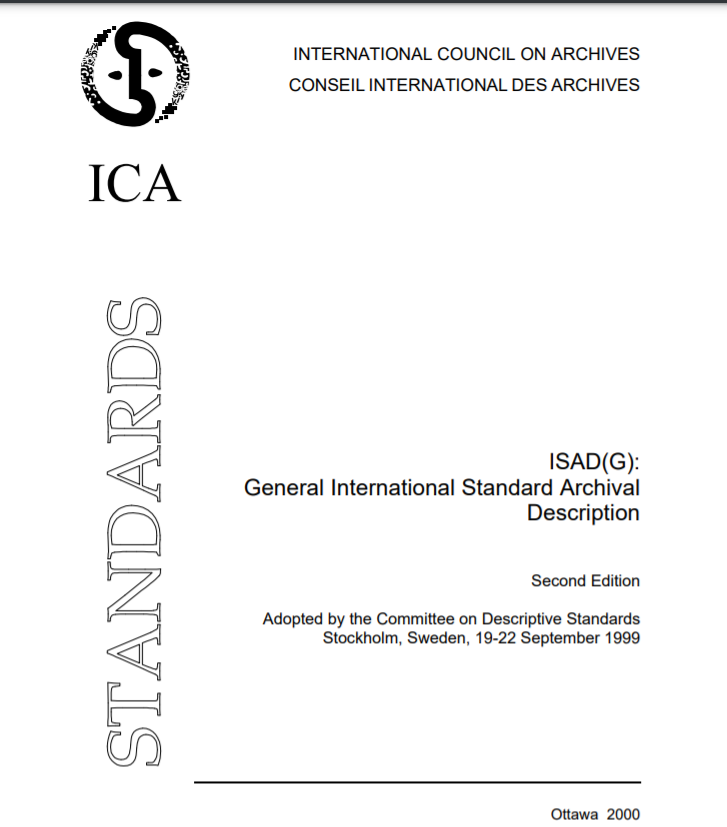 INTERNATIONAL COUNCIL ON ARCHIVES
CONSEIL INTERNATIONAL DES ARCHIVES
ICA
STANDARDS
ISAD(G):
General International Standard Archival
Description
Second Edition
Adopted by the Committee on Descriptive Standards
Stockholm, Sweden, 19-22 September 1999
Ottawa 2000